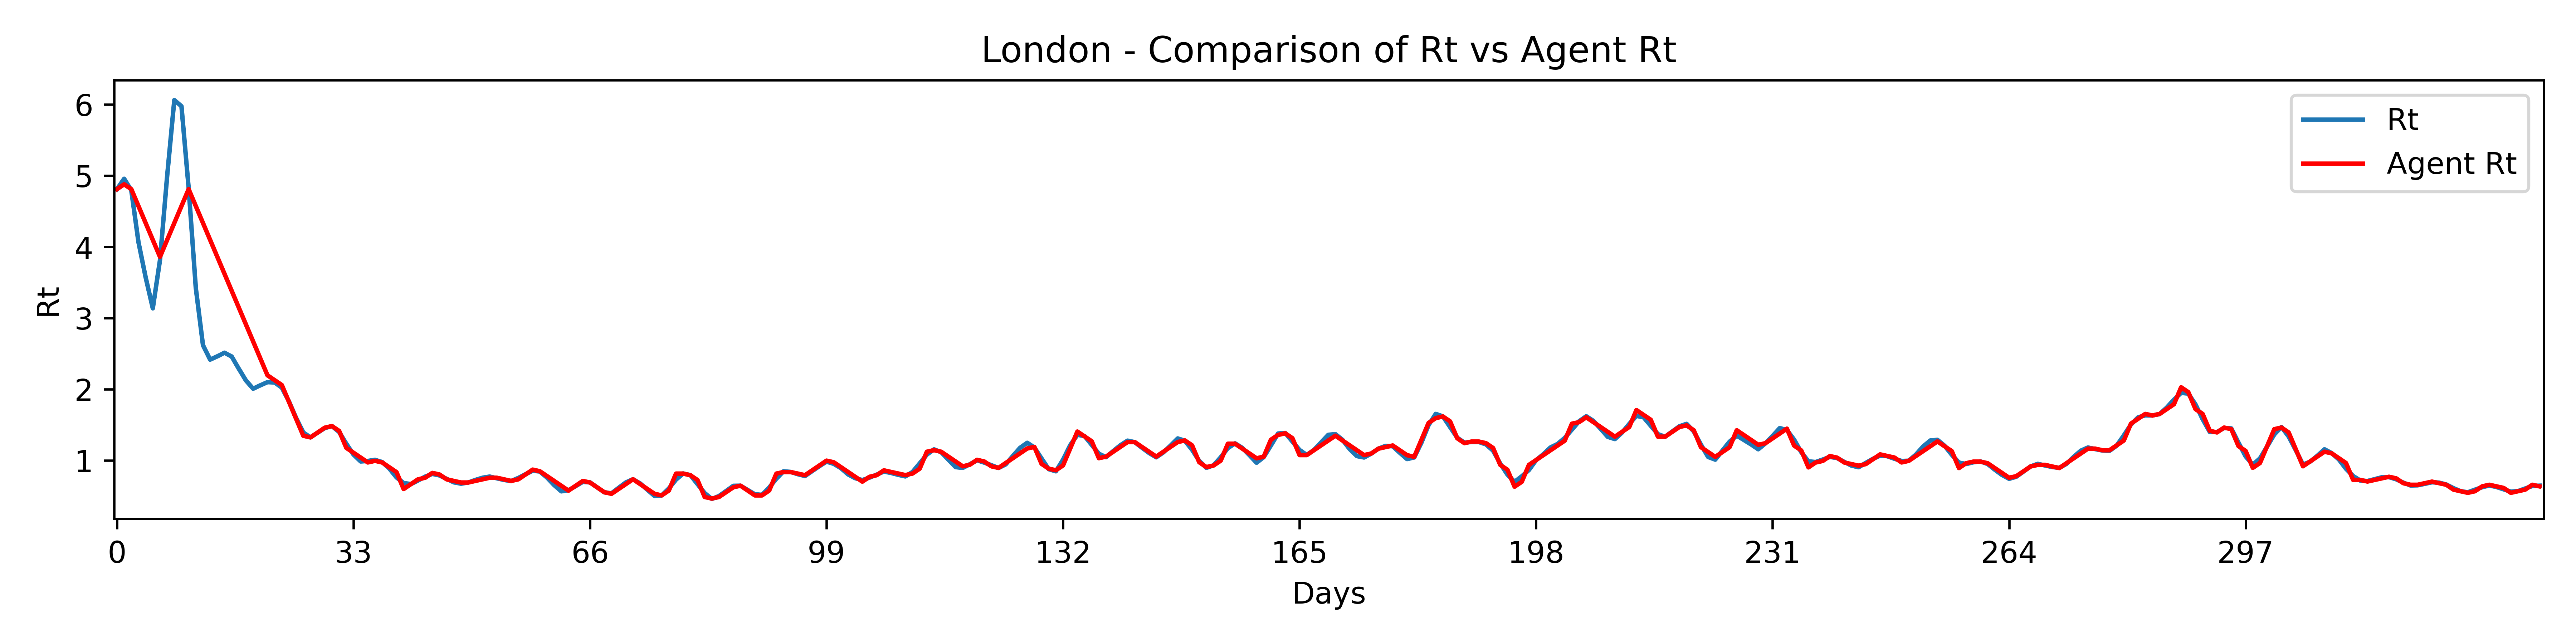 London - Comparison of Rt vs Agent Rt
Rt
Agent Rt
6
5
4
3
2
1
Rt
0 33 66 99 132 165 198 231 264 297
Days